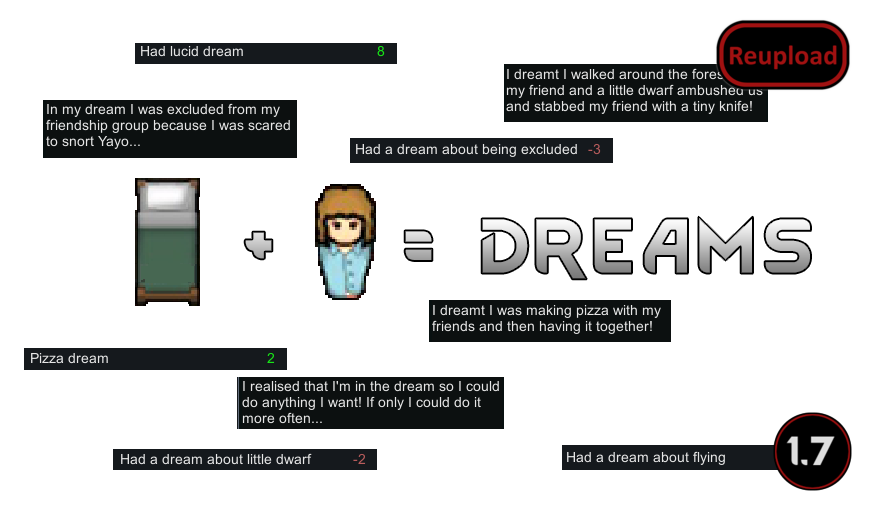 Had lucid dream 8
Reupload
I dreamt I walked around the
my friend and a little dwarf ambushed us
and stabbed my friend with a tiny knife!
In my dream I was excluded from my
friendship group because I was scared
to snort Yayo...
Had a dream about being excluded -3
+ = DREAMS
I dreamt I was making pizza with my
friends and then having it together!
Pizza dream 2
I realised that I'm in the dream so I could
do anything I want! If only I could do it
more often...
Had a dream about little dwarf -2
Had a dream about flying
1.7